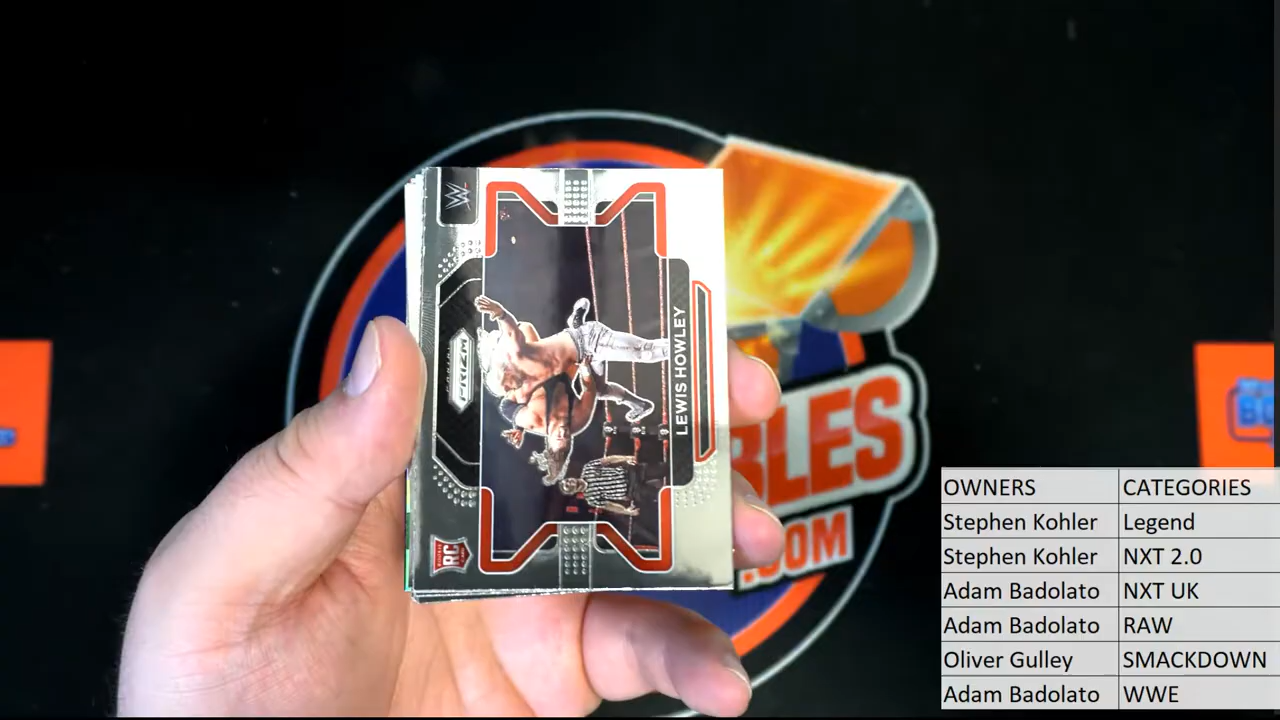 PRIZM
LEWIS HOWLEY
RC
BLES
.COM
OWNERS CATEGORIES
Stephen Kohler Legend
Stephen Kohler NXT 2.0
Adam Badolato NXT UK
Adam Badolato RAW
Oliver Gulley SMACKDOWN
Adam Badolato WWE